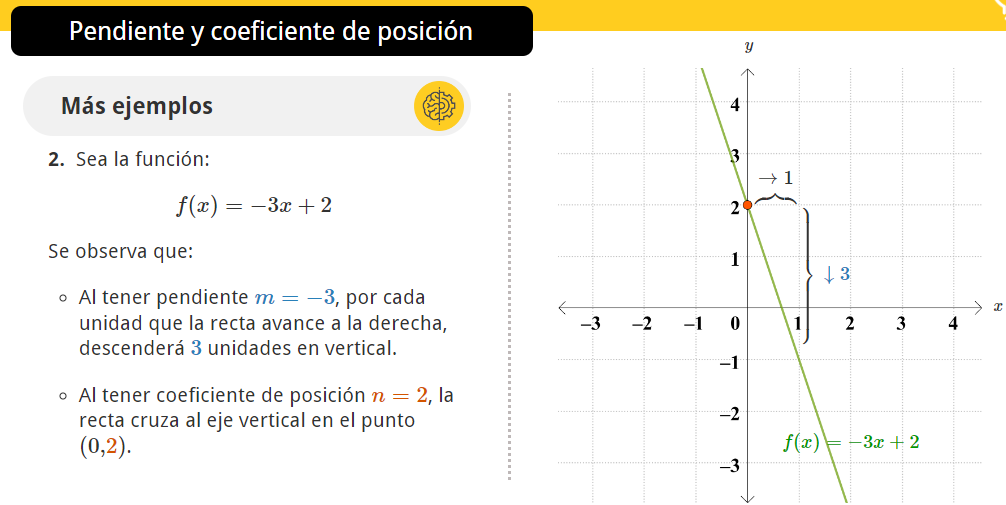 Pendiente y coeficiente de posición
Más ejemplos
2. Sea la función:
f(x) = −3x + 2
Se observa que:
Al tener pendiente m = −3, por cada
unidad que la recta avance a la derecha,
descenderá 3 unidades en vertical.
Al tener coeficiente de posición n = 2, la
recta cruza al eje vertical en el punto
(0,2).
y
4
3
→ 1
2
1
↓ 3
x
−3 −2 −1 0 1 2 3 4
−1
−2
f(x) = −3x + 2
−3